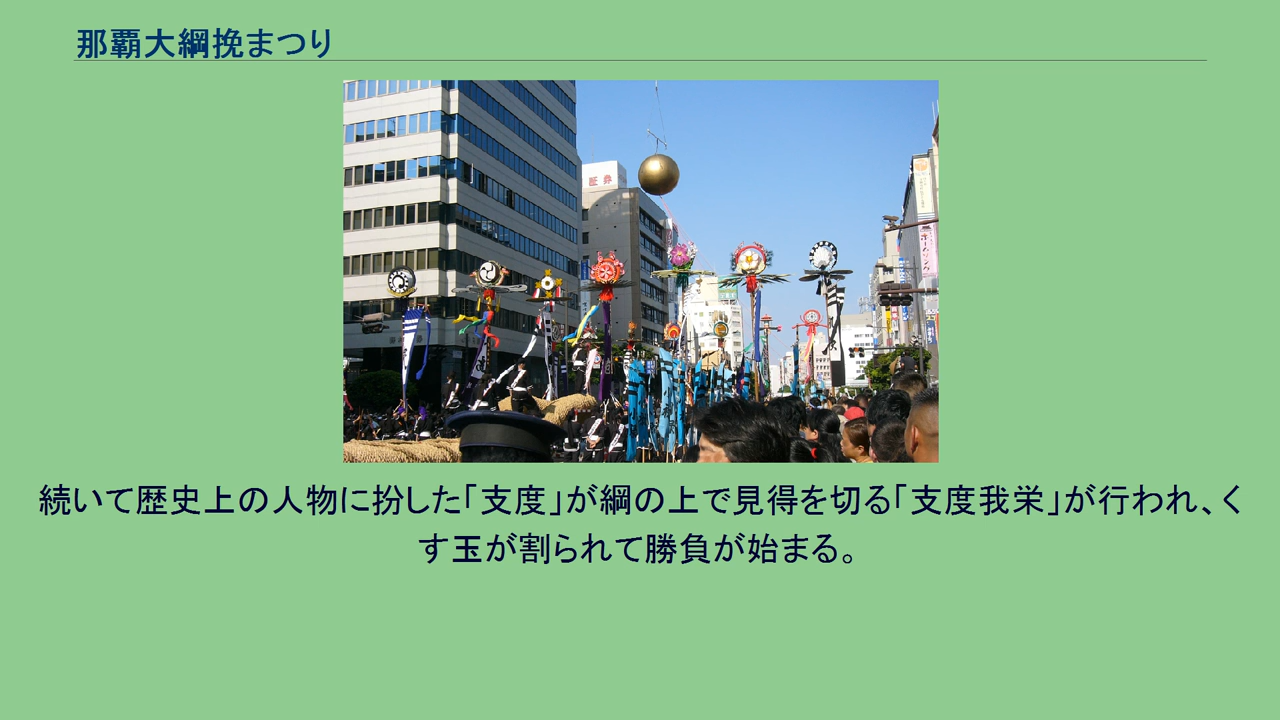 那覇大綱挽まつり
証券
続いて歴史上の人物に扮した「支度」が綱の上で見得を切る「支度我栄」が行われ、く
す玉が割られて勝負が始まる。